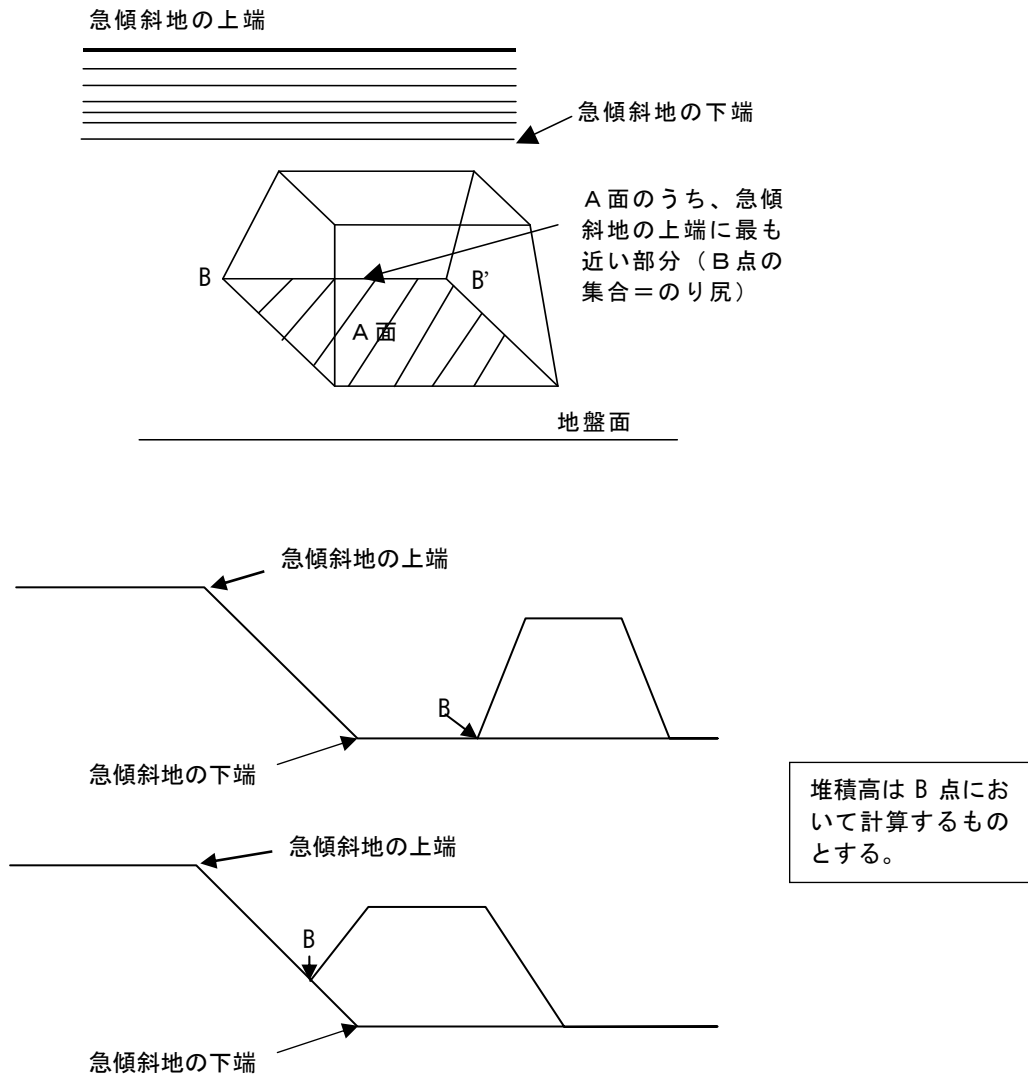 急傾斜地の上端
急傾斜地の下端
A面のうち、急傾
斜地の上端に最も
近い部分(B点の
集合=のり尻)
B
B'
A面
地盤面
急傾斜地の上端
B
急傾斜地の下端
堆積高は B 点にお
いて計算するもの
とする。
急傾斜地の上端
B
急傾斜地の下端